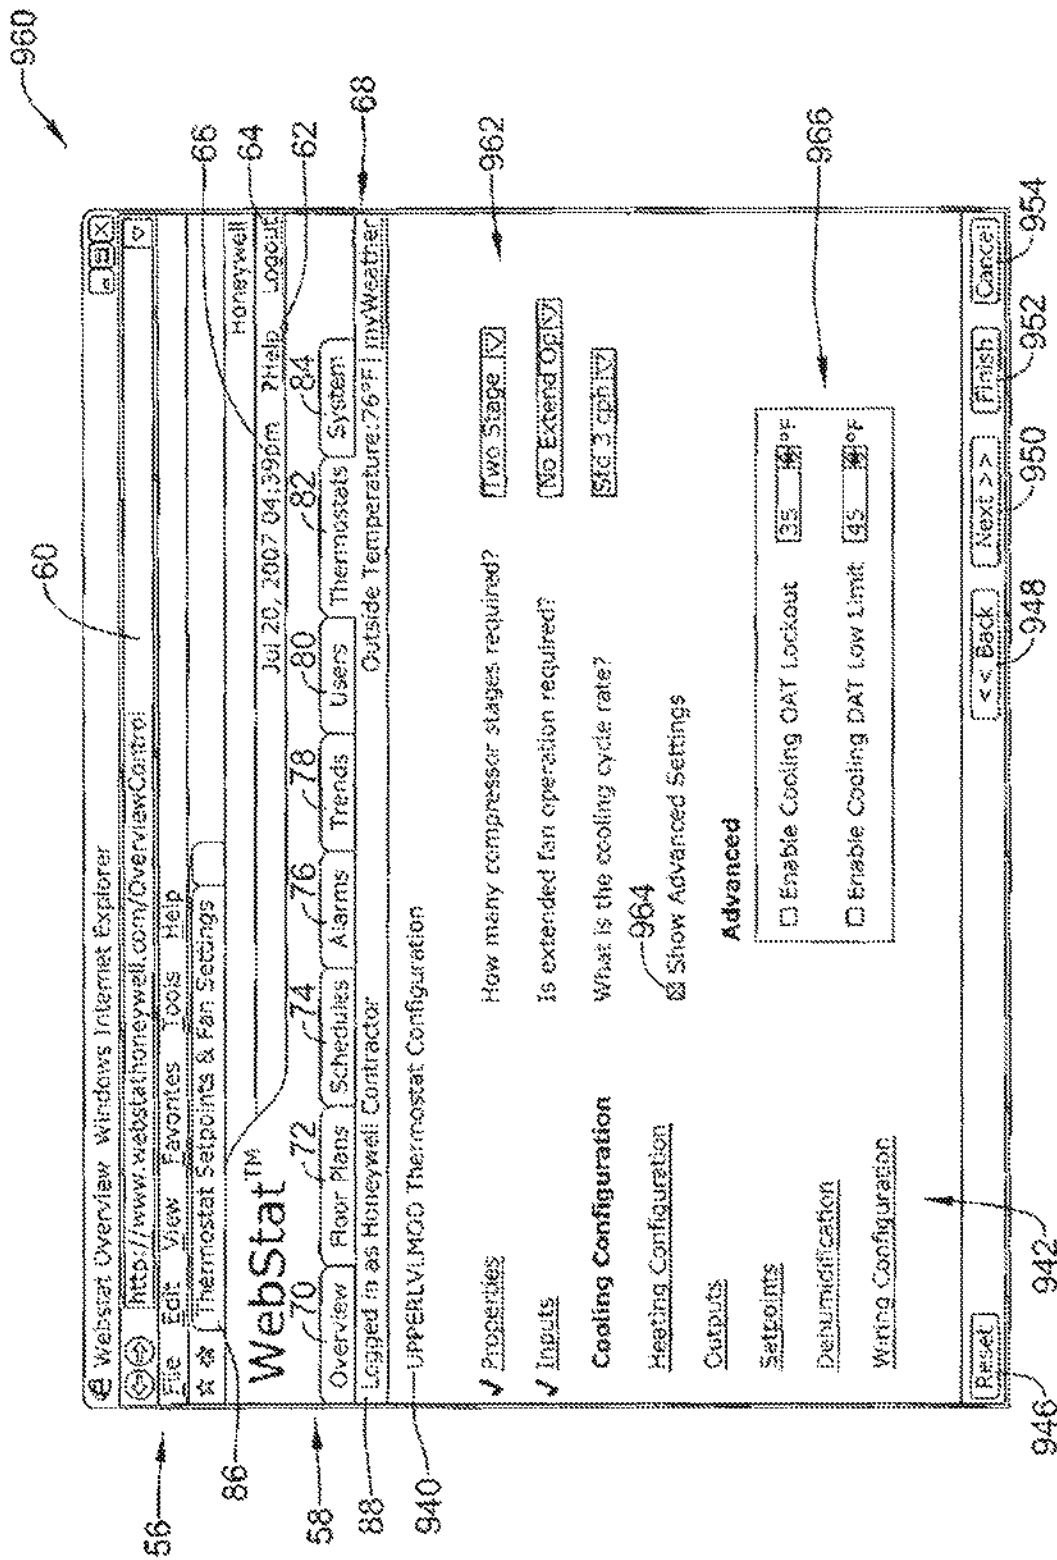 960
60
66
64
62
68
56
Webstat Overview Windows Internet Explorer
http://www.webstathoneywell.com/OverviewControl
File Edit View Favorites Tools Help
Thermostat Setpoints & Fan Settings
86
Honeywell
WebStat™
Jul 20, 2007 04:39pm ?Help Logout
58
70 72 74 76 78 80 82 84
Overview Floor Plans Schedules Alarms Trends Users Thermostats System
88
Logged in as Honeywell Contractor
Outside Temperature:76°F | myWeather
940
UPPERLVLMOD Thermostat Configuration
962
✓ Properties
How many compressor stages required?
Two Stage
✓ Inputs
Is extended fan operation required?
No Extend Op
Cooling Configuration
What is the cooling cycle rate?
Std 3 cph
964
Heating Configuration
☒ Show Advanced Settings
Outputs
Advanced
Setpoints
☐ Enable Cooling OAT Lockout
35 °F
966
Dehumidification
☐ Enable Cooling DAT Low Limit
45 °F
Wiring Configuration
942
Reset
<< Back
Next >>
Finish
Cancel
946
948
950
952
954